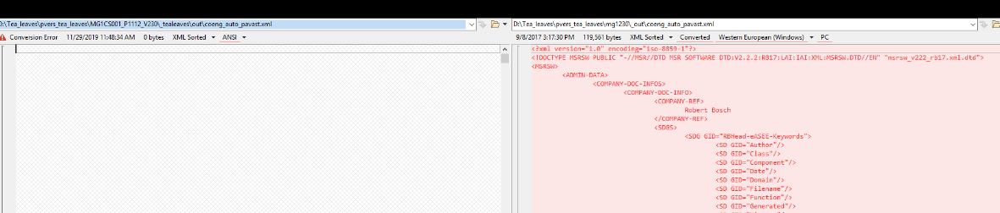 D:\Tea_leaves\pvers_tea_leaves\MG1CS001_P1112_V230\_tealeaves\out\coeng_auto_pavast.xml
D:\Tea_leaves\pvers_tea_leaves\mg1230\_out\coeng_auto_pavast.xml
Conversion Error 11/29/2019 11:48:34 AM 0 bytes XML Sorted ANSI
9/8/2017 3:17:30 PM 119,561 bytes XML Sorted Converted Western European (Windows) PC
<?xml version="1.0" encoding="iso-8859-1"?>
<!DOCTYPE MSRSW PUBLIC "-//MSR//DTD MSR SOFTWARE DTD:V2.2.2:RB17:LAI:IAI:XML:MSRSW.DTD//EN" "msrsw_v222_rb17.xml.dtd">
<MSRSW>
<ADMIN-DATA>
<COMPANY-DOC-INFOS>
<COMPANY-DOC-INFO>
<COMPANY-REF>
Robert Bosch
</COMPANY-REF>
<SDGS>
<SDG GID="RBHead-eASEE-Keywords">
<SD GID="Author"/>
<SD GID="Class"/>
<SD GID="Component"/>
<SD GID="Date"/>
<SD GID="Domain"/>
<SD GID="Filename"/>
<SD GID="Function"/>
<SD GID="Generated"/>